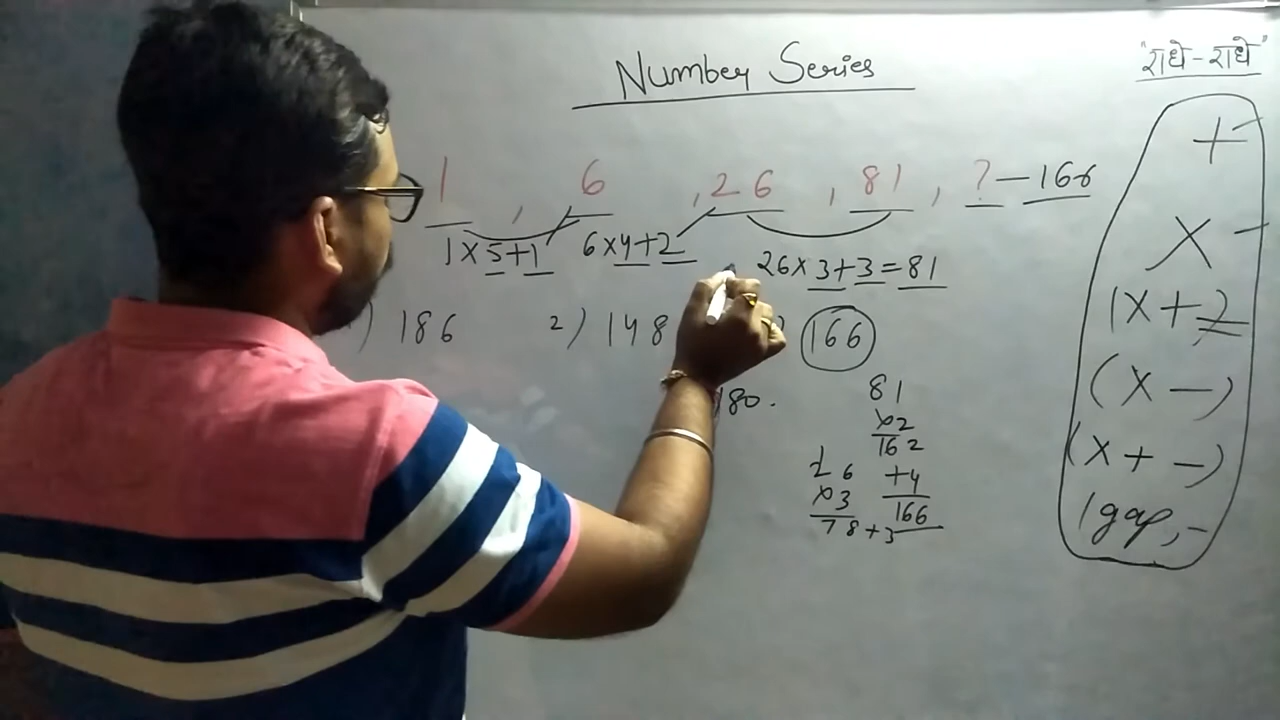 Number Series
"राधे-राधे"
1 , 6 , 26 , 81 , ? — 166
1×5+1 6×4+2 26×3+3=81
) 186 2) 148 ) 166
180.
81
×2
162
+4
166
26
×3
78+3
+
×
(×+ )
(× —)
(× + —)
1 gap, -